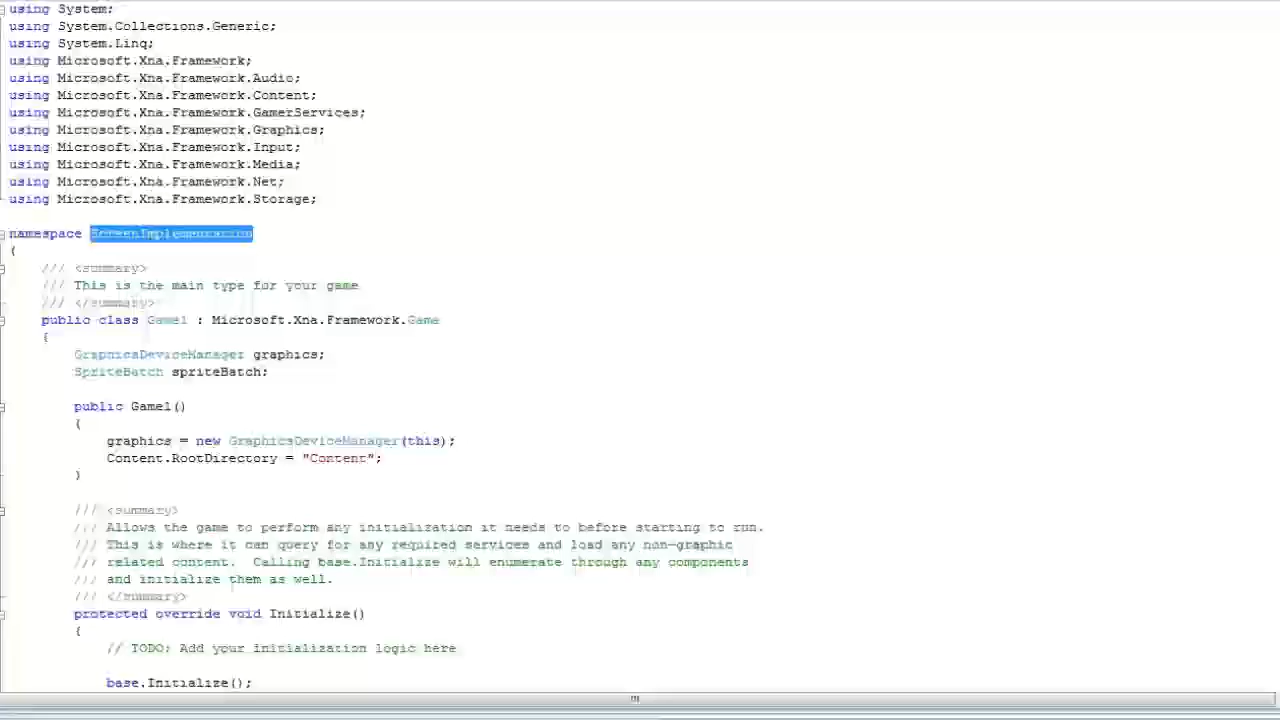 using System;
using System.Collections.Generic;
using System.Linq;
using Microsoft.Xna.Framework;
using Microsoft.Xna.Framework.Audio;
using Microsoft.Xna.Framework.Content;
using Microsoft.Xna.Framework.GamerServices;
using Microsoft.Xna.Framework.Graphics;
using Microsoft.Xna.Framework.Input;
using Microsoft.Xna.Framework.Media;
using Microsoft.Xna.Framework.Net;
using Microsoft.Xna.Framework.Storage;
namespace ScreenImplementation
{
/// <summary>
/// This is the main type for your game
/// </summary>
public class Game1 : Microsoft.Xna.Framework.Game
{
GraphicsDeviceManager graphics;
SpriteBatch spriteBatch;
public Game1()
{
graphics = new GraphicsDeviceManager(this);
Content.RootDirectory = "Content";
}
/// <summary>
/// Allows the game to perform any initialization it needs to before starting to run.
/// This is where it can query for any required services and load any non-graphic
/// related content.  Calling base.Initialize will enumerate through any components
/// and initialize them as well.
/// </summary>
protected override void Initialize()
{
// TODO: Add your initialization logic here
base.Initialize();